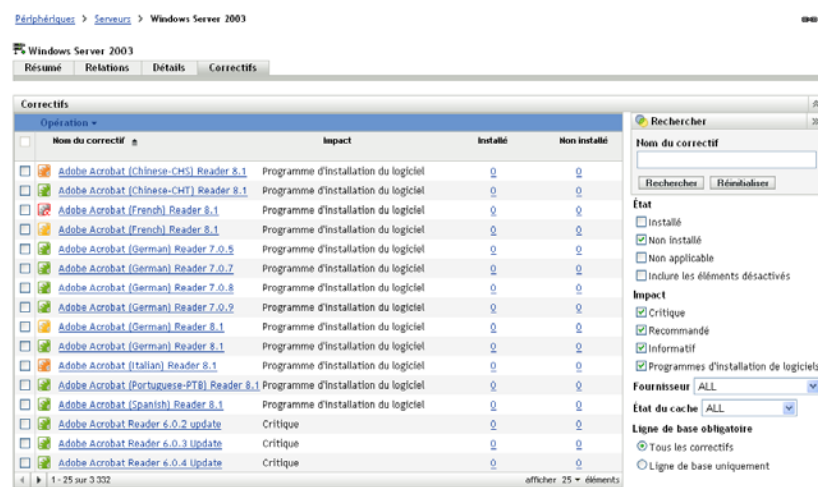 Périphériques > Serveurs > Windows Server 2003
Windows Server 2003
Résumé Relations Détails Correctifs
Correctifs
Opération
Nom du correctif Impact Installé Non installé
Adobe Acrobat (Chinese-CHS) Reader 8.1 Programme d'installation du logiciel 0 0
Adobe Acrobat (Chinese-CHT) Reader 8.1 Programme d'installation du logiciel 0 0
Adobe Acrobat (French) Reader 8.1 Programme d'installation du logiciel 0 0
Adobe Acrobat (French) Reader 8.1 Programme d'installation du logiciel 0 0
Adobe Acrobat (German) Reader 7.0.5 Programme d'installation du logiciel 0 0
Adobe Acrobat (German) Reader 7.0.7 Programme d'installation du logiciel 0 0
Adobe Acrobat (German) Reader 7.0.8 Programme d'installation du logiciel 0 0
Adobe Acrobat (German) Reader 7.0.9 Programme d'installation du logiciel 0 0
Adobe Acrobat (German) Reader 8.1 Programme d'installation du logiciel 0 0
Adobe Acrobat (German) Reader 8.1 Programme d'installation du logiciel 0 0
Adobe Acrobat (Italian) Reader 8.1 Programme d'installation du logiciel 0 0
Adobe Acrobat (Portuguese-PTB) Reader 8.1 Programme d'installation du logiciel 0 0
Adobe Acrobat (Spanish) Reader 8.1 Programme d'installation du logiciel 0 0
Adobe Acrobat Reader 6.0.2 update Critique 0 0
Adobe Acrobat Reader 6.0.3 Update Critique 0 0
Adobe Acrobat Reader 6.0.4 Update Critique 0 0
1 - 25 sur 3 332 afficher 25 éléments
Rechercher
Nom du correctif
Rechercher Réinitialiser
État
Installé
Non installé
Non applicable
Inclure les éléments désactivés
Impact
Critique
Recommandé
Informatif
Programmes d'installation de logiciels
Fournisseur ALL
État du cache ALL
Ligne de base obligatoire
Tous les correctifs
Ligne de base uniquement